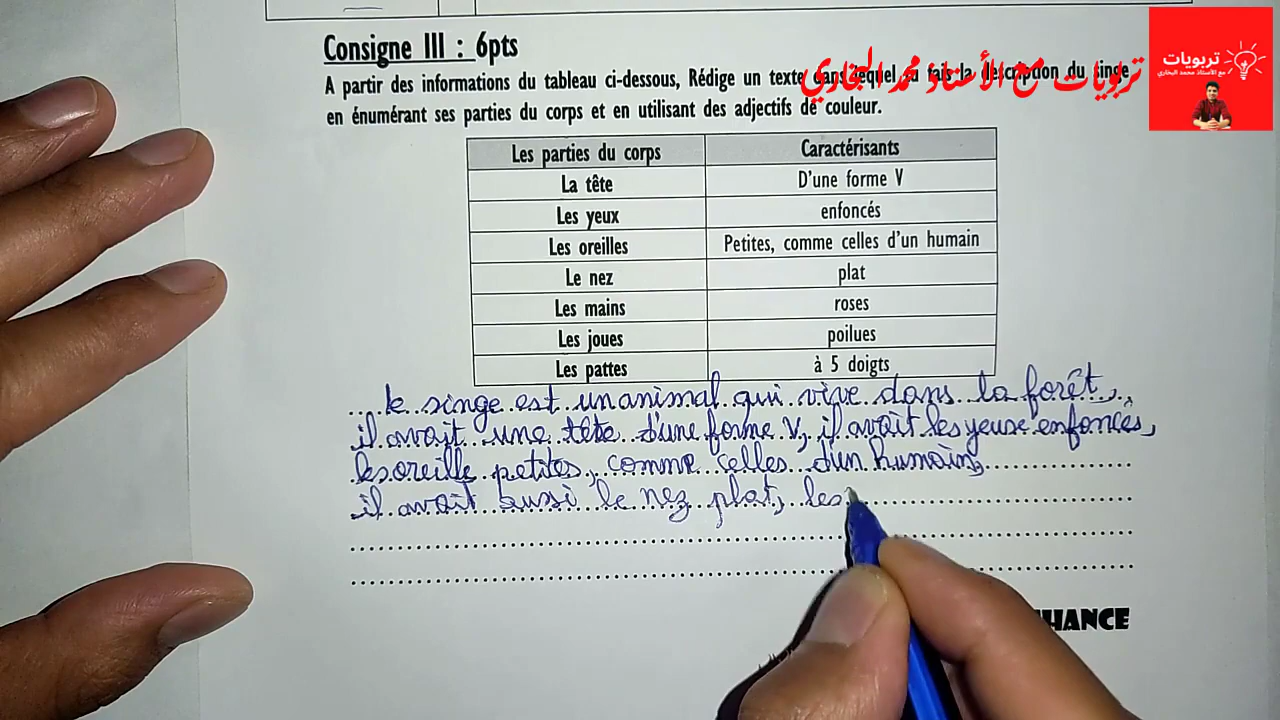 Consigne III : 6pts
A partir des informations du tableau ci-dessous, Rédige un texte dans lequel tu fais la description du singe
en énumérant ses parties du corps et en utilisant des adjectifs de couleur.
تربويات مع الأستاذ محمد البخاري
تربويات
مع الأستاذ محمد البخاري
Les parties du corps Caractérisants
La tête D'une forme V
Les yeux enfoncés
Les oreilles Petites, comme celles d'un humain
Le nez plat
Les mains roses
Les joues poilues
Les pattes à 5 doigts
le singe est un animal qui vive dans la forêt,
il avait une tête d'une forme V, il avait les yeuse enfoncés,
les oreille petites, comme celles d'un humain,
il avait aussi le nez plat, les
HANCE